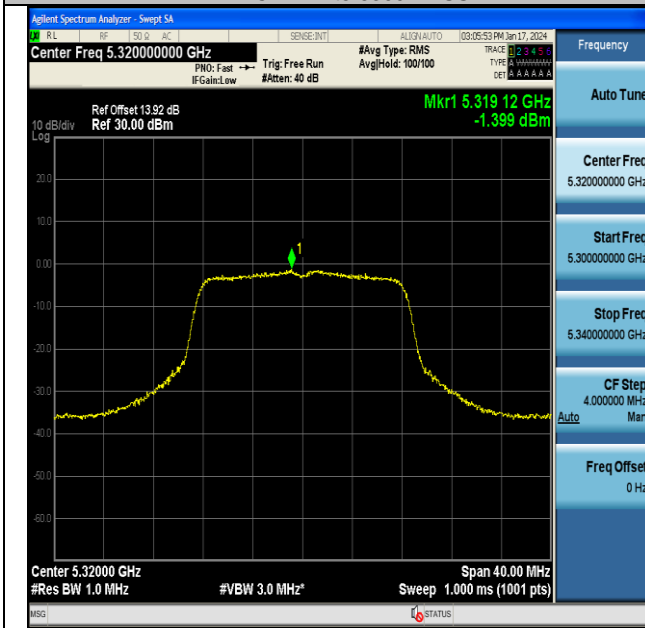 Agilent Spectrum Analyzer - Swept SA
LXI RL RF 50 Ω AC SENSE:INT ALIGN AUTO 03:05:53 PM Jan 17, 2024
Center Freq 5.320000000 GHz
PNO: Fast
IFGain:Low
Trig: Free Run
#Atten: 40 dB
#Avg Type: RMS
Avg|Hold: 100/100
TRACE 1 2 3 4 5 6
TYPE A WWWWW
DET A A A A A A
Frequency
Mkr1 5.319 12 GHz
-1.399 dBm
Ref Offset 13.92 dB
10 dB/div Ref 30.00 dBm
Log
20.0
10.0
0.00
-10.0
-20.0
-30.0
-40.0
-50.0
-60.0
1
Center 5.32000 GHz Span 40.00 MHz
#Res BW 1.0 MHz #VBW 3.0 MHz* Sweep 1.000 ms (1001 pts)
MSG STATUS
Auto Tune
Center Freq
5.320000000 GHz
Start Freq
5.300000000 GHz
Stop Freq
5.340000000 GHz
CF Step
4.000000 MHz
Auto Man
Freq Offset
0 Hz